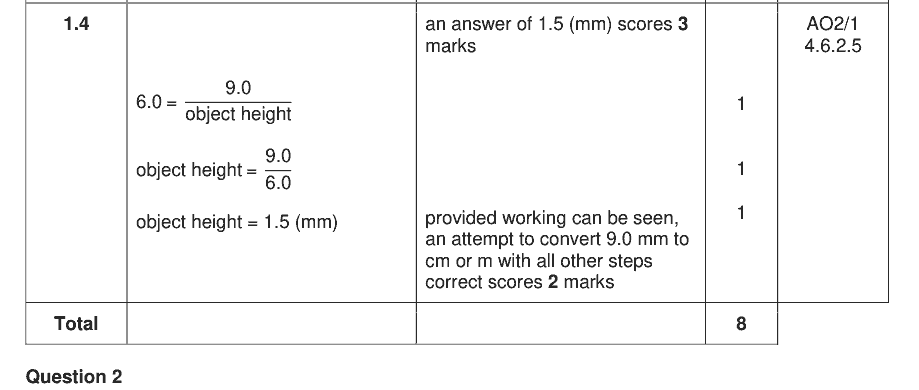 1.4
an answer of 1.5 (mm) scores 3
marks
AO2/1
4.6.2.5
6.0 = 9.0
object height
1
object height = 9.0
6.0
1
object height = 1.5 (mm)
provided working can be seen,
an attempt to convert 9.0 mm to
cm or m with all other steps
correct scores 2 marks
1
Total
8
Question 2